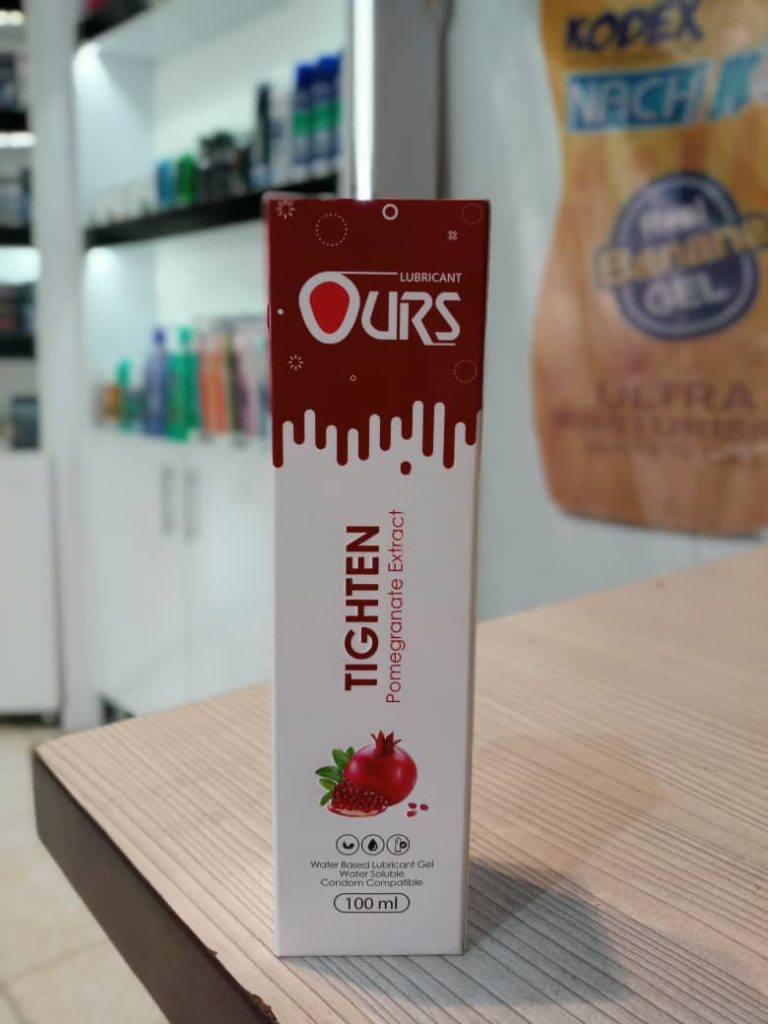 KODEX
NACH
Banana
GEL
ULTRA
LUBRICANT
OURS
TIGHTEN
Pomegranate Extract
Water Based Lubricant Gel
Water Soluble
Condom Compatible
100 ml